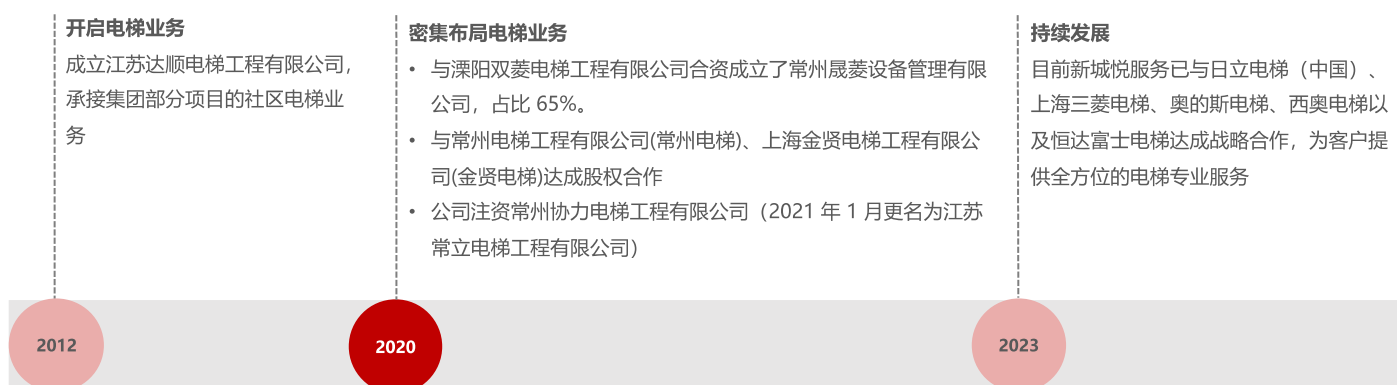 开启电梯业务
成立江苏达顺电梯工程有限公司，
承接集团部分项目的社区电梯业
务
密集布局电梯业务
• 与溧阳双菱电梯工程有限公司合资成立了常州晟菱设备管理有限
公司，占比 65%。
• 与常州电梯工程有限公司(常州电梯)、上海金贤电梯工程有限公
司(金贤电梯)达成股权合作
• 公司注资常州协力电梯工程有限公司（2021 年 1 月更名为江苏
常立电梯工程有限公司）
持续发展
目前新城悦服务已与日立电梯（中国）、
上海三菱电梯、奥的斯电梯、西奥电梯以
及恒达富士电梯达成战略合作，为客户提
供全方位的电梯专业服务
2012
2020
2023